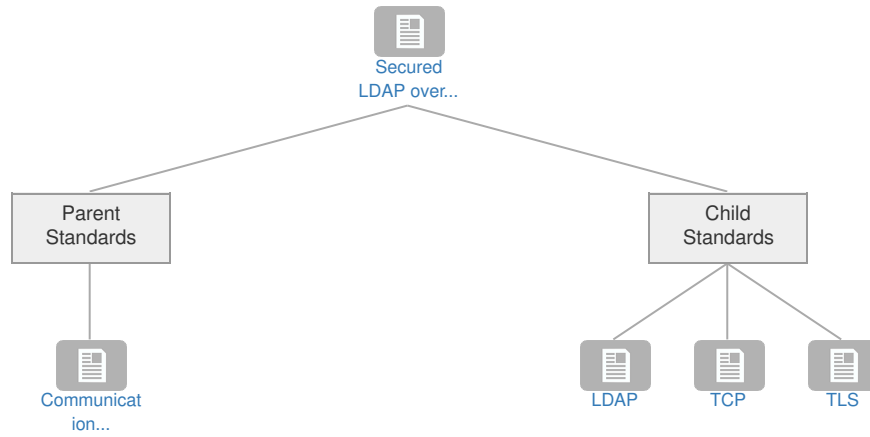 Secured
LDAP over...
Parent
Standards
Child
Standards
Communicat
ion...
LDAP
TCP
TLS